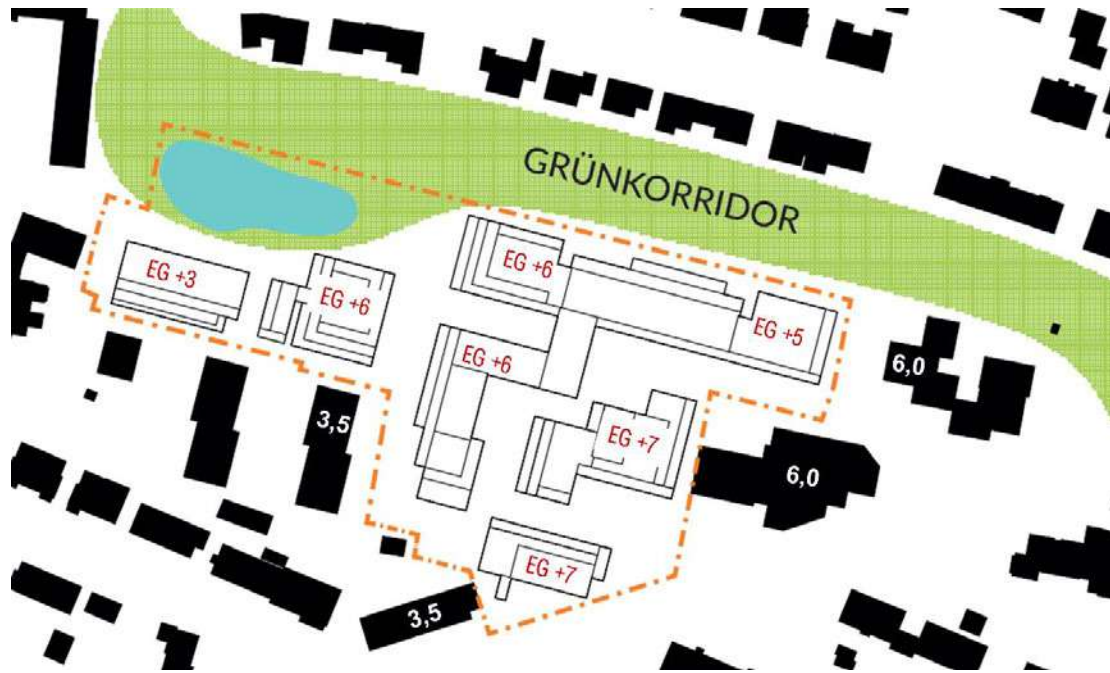 GRÜNKORRIDOR
EG +3
EG +6
EG +6
EG +5
EG +6
6,0
3,5
EG +7
6,0
EG +7
3,5